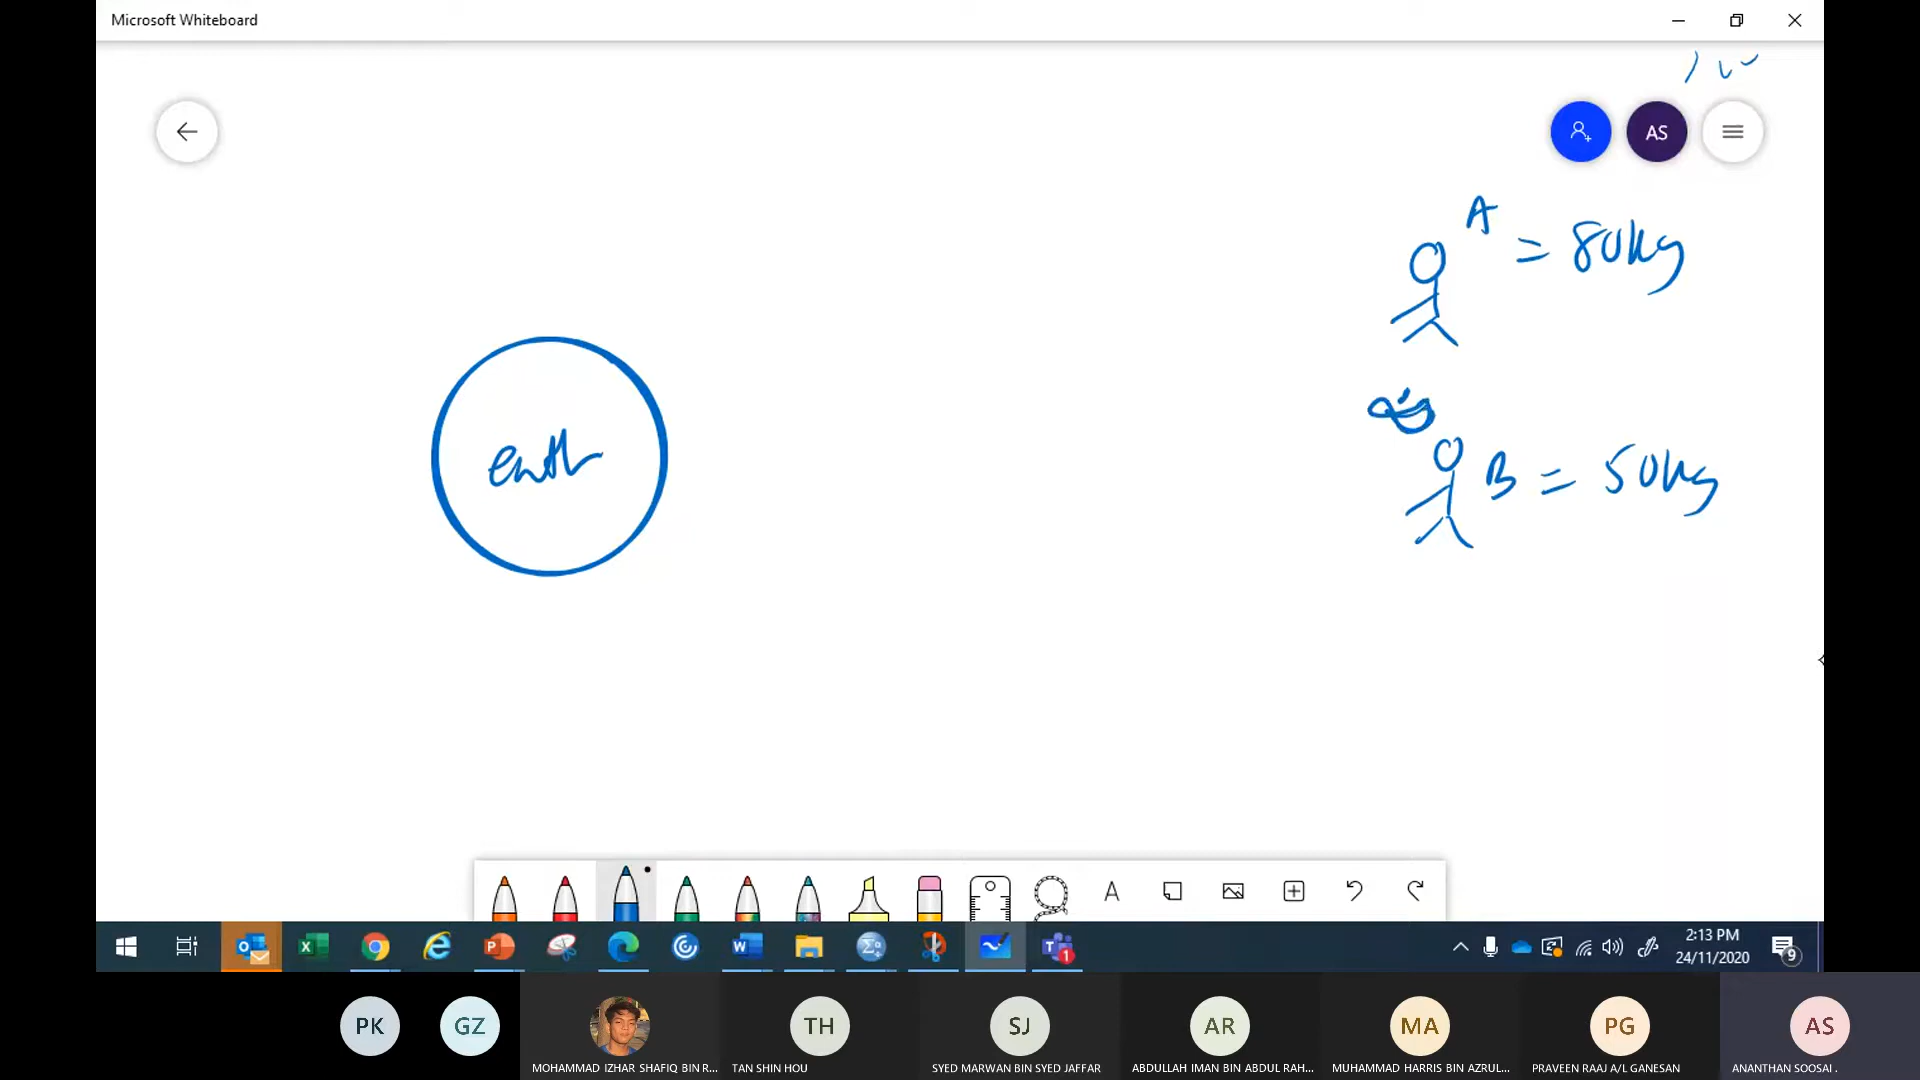 Microsoft Whiteboard
AS
A
= 80kg
earth
B = 50kg
A
2:13 PM
24/11/2020
1
9
PK
GZ
TH
SJ
AR
MA
PG
AS
MOHAMMAD IZHAR SHAFIQ BIN R...
TAN SHIN HOU
SYED MARWAN BIN SYED JAFFAR
ABDULLAH IMAN BIN ABDUL RAH...
MUHAMMAD HARRIS BIN AZRUL...
PRAVEEN RAAJ A/L GANESAN
ANANTHAN SOOSAI .